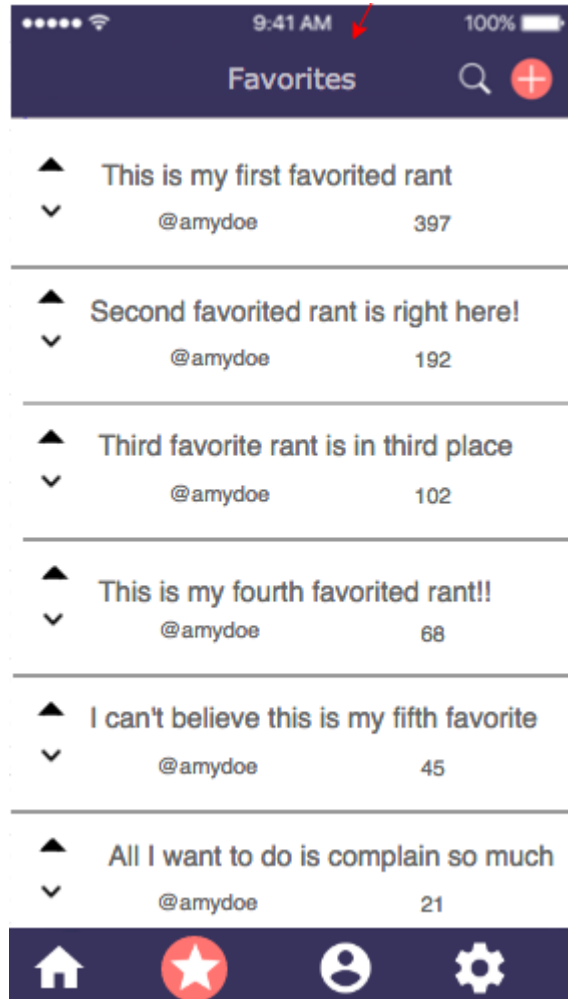 9:41 AM 100%
Favorites
This is my first favorited rant
@amydoe 397
Second favorited rant is right here!
@amydoe 192
Third favorite rant is in third place
@amydoe 102
This is my fourth favorited rant!!
@amydoe 68
I can't believe this is my fifth favorite
@amydoe 45
All I want to do is complain so much
@amydoe 21